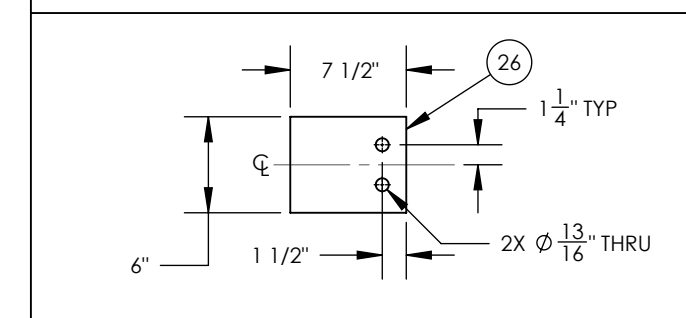 7 1/2"
26
1 1/4" TYP
℄
2X ⌀ 13/16" THRU
1 1/2"
6"